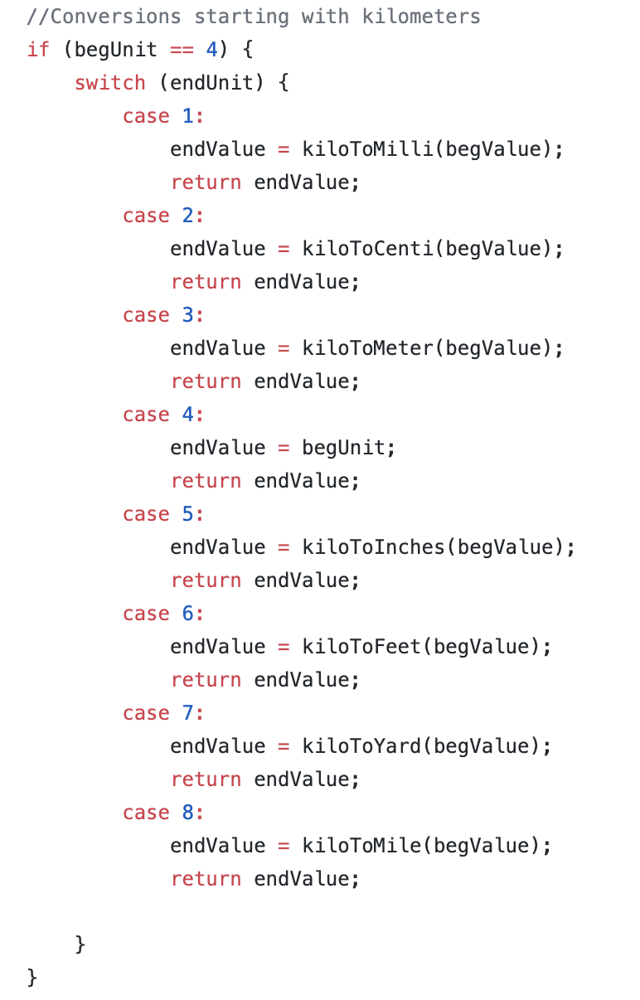 //Conversions starting with kilometers
if (begUnit == 4) {
    switch (endUnit) {
        case 1:
            endValue = kiloToMilli(begValue);
            return endValue;
        case 2:
            endValue = kiloToCenti(begValue);
            return endValue;
        case 3:
            endValue = kiloToMeter(begValue);
            return endValue;
        case 4:
            endValue = begUnit;
            return endValue;
        case 5:
            endValue = kiloToInches(begValue);
            return endValue;
        case 6:
            endValue = kiloToFeet(begValue);
            return endValue;
        case 7:
            endValue = kiloToYard(begValue);
            return endValue;
        case 8:
            endValue = kiloToMile(begValue);
            return endValue;

    }
}